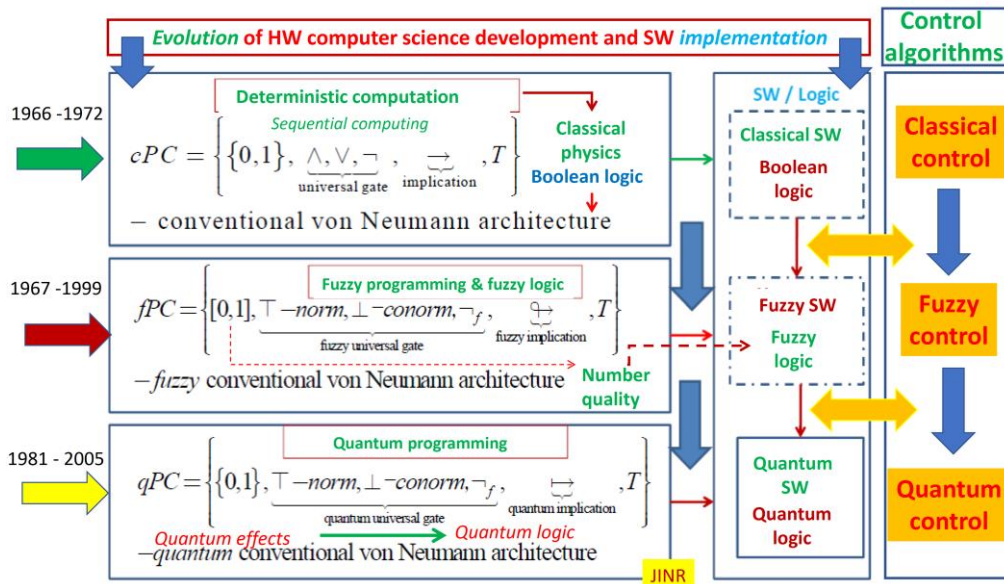 Evolution of HW computer science development and SW implementation
Control
algorithms
1966 -1972
Deterministic computation
Sequential computing
cPC = { {0,1}, ∧,∨,¬ , → , T }
universal gate
implication
– conventional von Neumann architecture
Classical
physics
Boolean logic
SW / Logic
Classical SW
Boolean
logic
Classical
control
1967 -1999
Fuzzy programming & fuzzy logic
fPC = { [0,1], ⊤ –norm, ⊥ –conorm, ¬f , ↬ , T }
fuzzy universal gate
fuzzy implication
–fuzzy conventional von Neumann architecture
Number
quality
Fuzzy SW
Fuzzy
logic
Fuzzy
control
1981 - 2005
Quantum programming
qPC = { {0,1}, ⊤ –norm, ⊥ –conorm, ¬f , ↦ , T }
quantum universal gate
quantum implication
Quantum effects
Quantum logic
–quantum conventional von Neumann architecture
JINR
Quantum
SW
Quantum
logic
Quantum
control